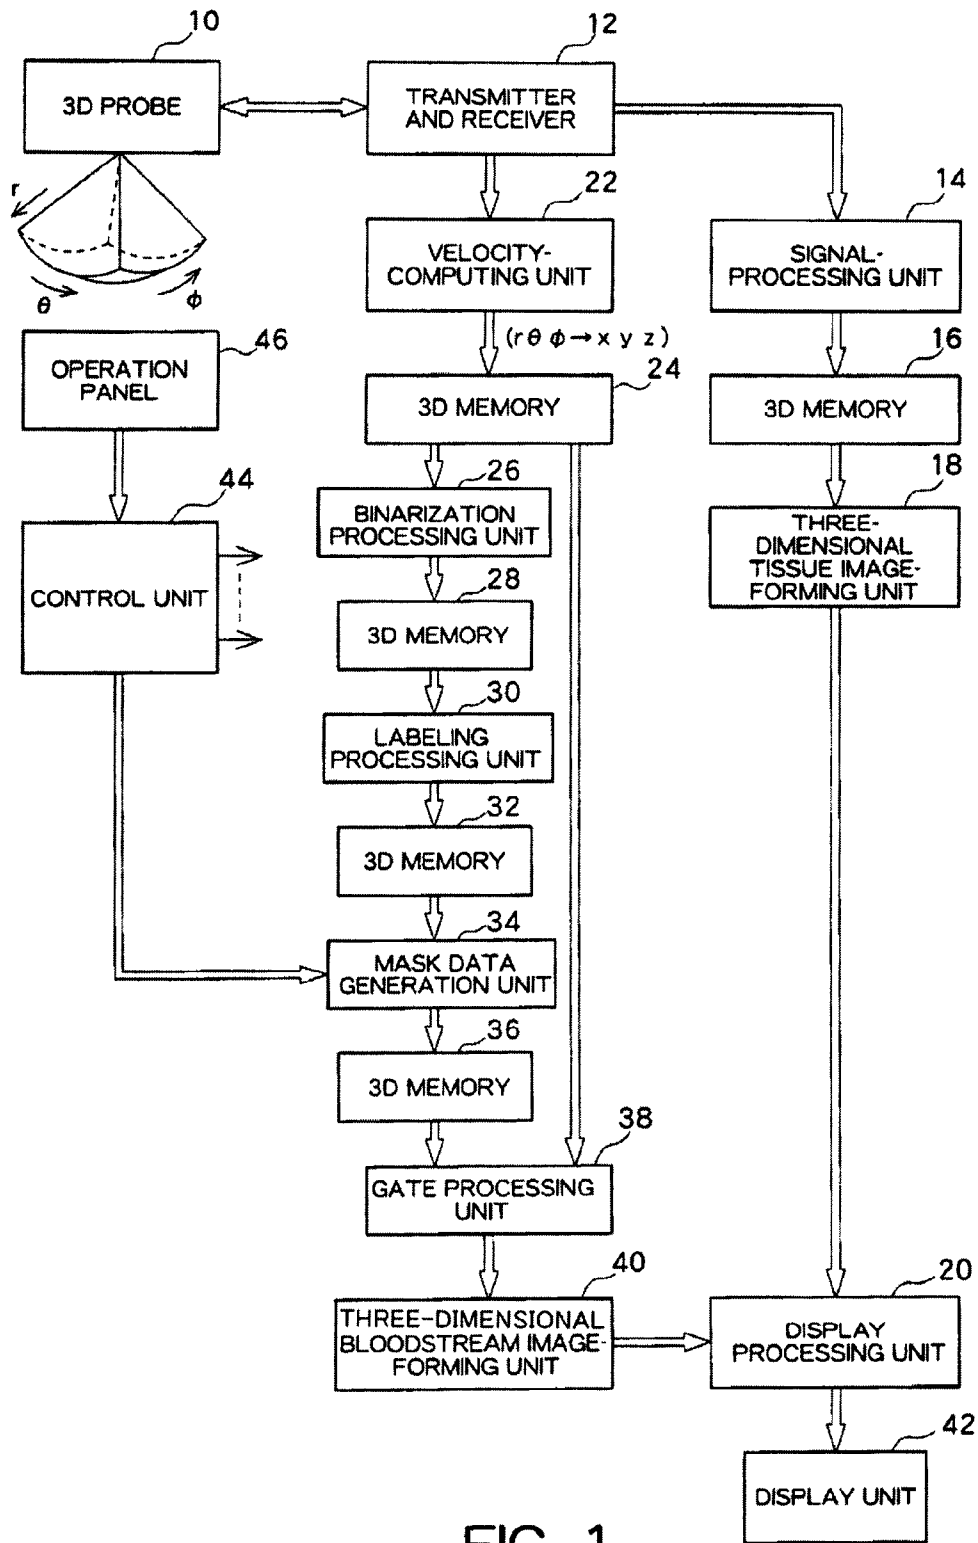 10
12
3D PROBE
TRANSMITTER
AND RECEIVER
r
θ
φ
22
14
VELOCITY-
COMPUTING UNIT
SIGNAL-
PROCESSING UNIT
(r θ φ→x y z)
46
OPERATION
PANEL
24
3D MEMORY
16
3D MEMORY
44
CONTROL UNIT
26
BINARIZATION
PROCESSING UNIT
18
THREE-
DIMENSIONAL
TISSUE IMAGE-
FORMING UNIT
28
3D MEMORY
30
LABELING
PROCESSING UNIT
32
3D MEMORY
34
MASK DATA
GENERATION UNIT
36
3D MEMORY
38
GATE PROCESSING
UNIT
40
THREE-DIMENSIONAL
BLOODSTREAM IMAGE-
FORMING UNIT
20
DISPLAY
PROCESSING UNIT
42
DISPLAY UNIT
FIG. 1